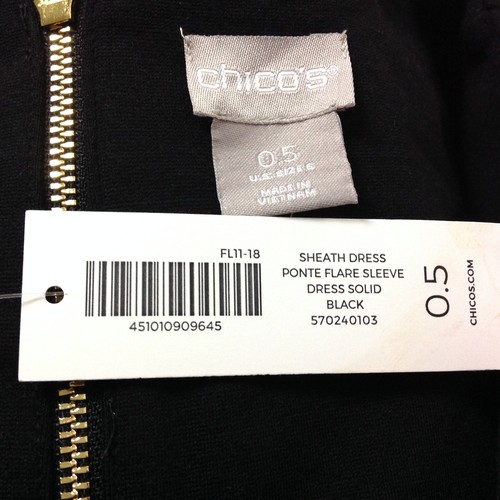 chico's®
0.5
U.S. SIZE 6
MADE IN
VIETNAM
FL11-18
451010909645
SHEATH DRESS
PONTE FLARE SLEEVE
DRESS SOLID
BLACK
570240103
0.5
CHICOS.COM